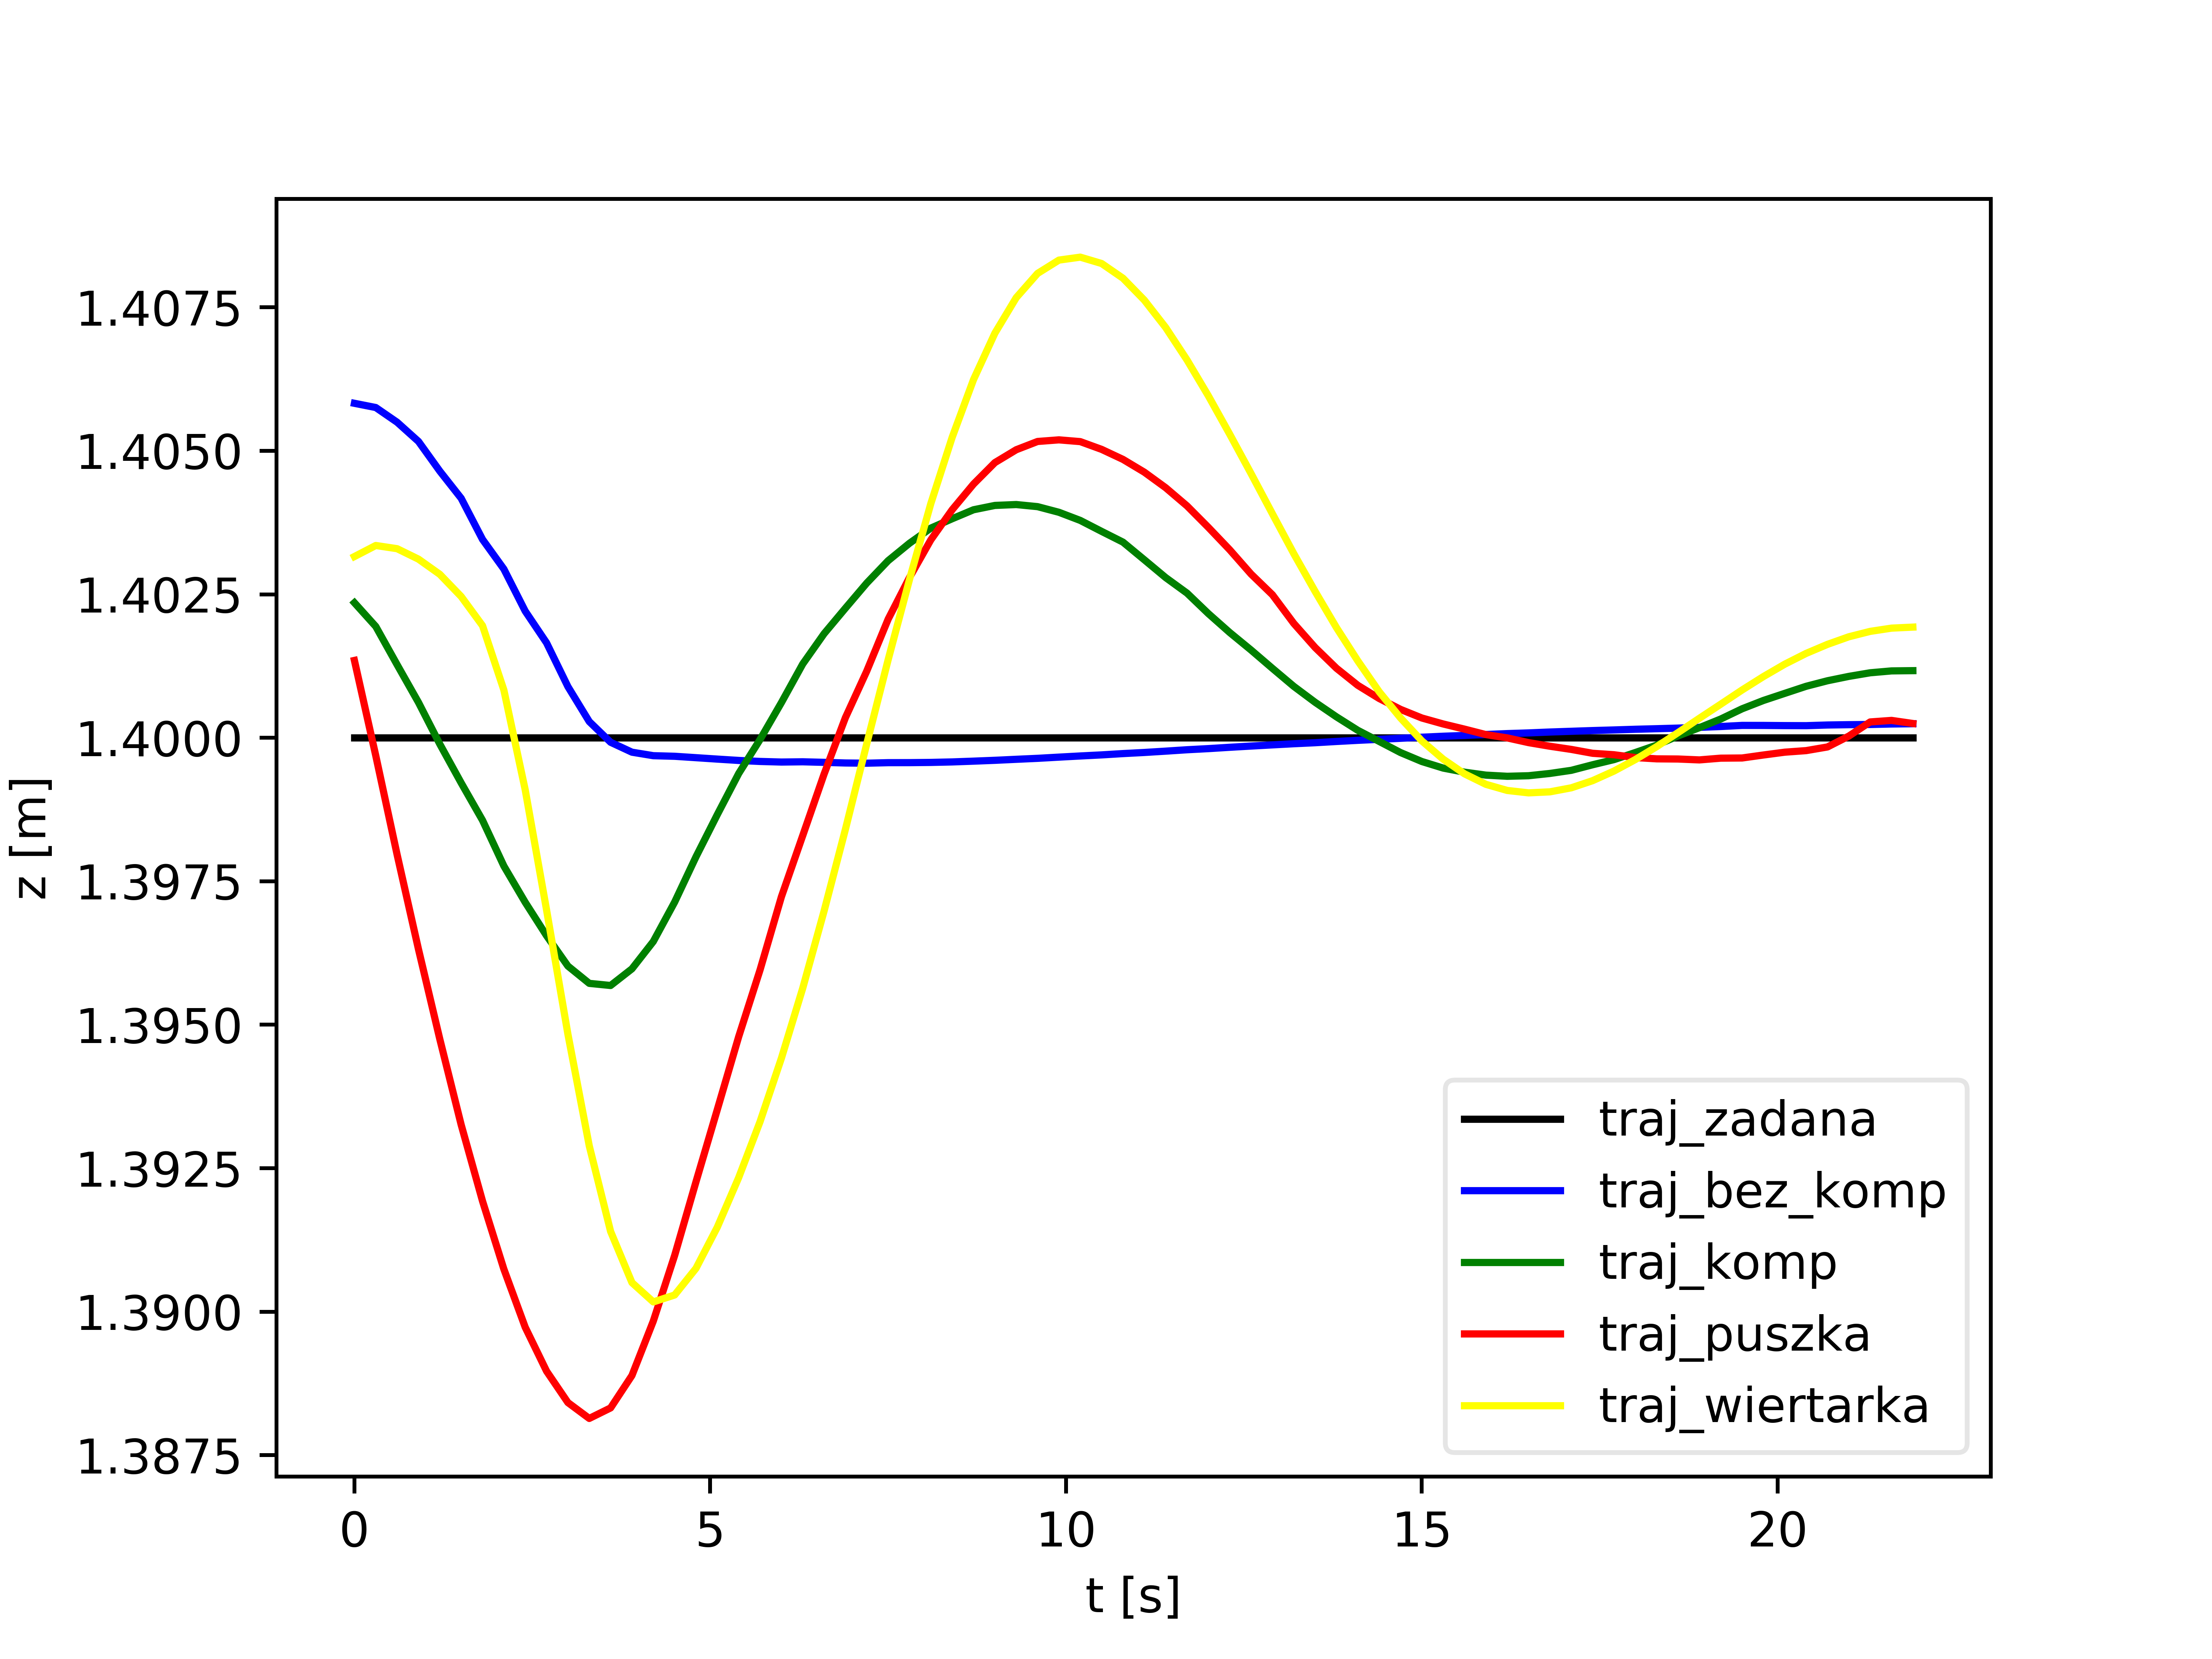 1.4075
1.4050
1.4025
1.4000
1.3975
1.3950
1.3925
1.3900
1.3875
z [m]
0 5 10 15 20
t [s]
traj_zadana
traj_bez_komp
traj_komp
traj_puszka
traj_wiertarka